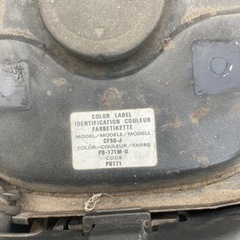 COLOR LABEL
IDENTIFICATION COULEUR
FARBETIKETTE
MODEL/MODELE/MODELL
CF50-J
COLOR/COULEUR/FARBE
PB-171M-U
CODE
PB171